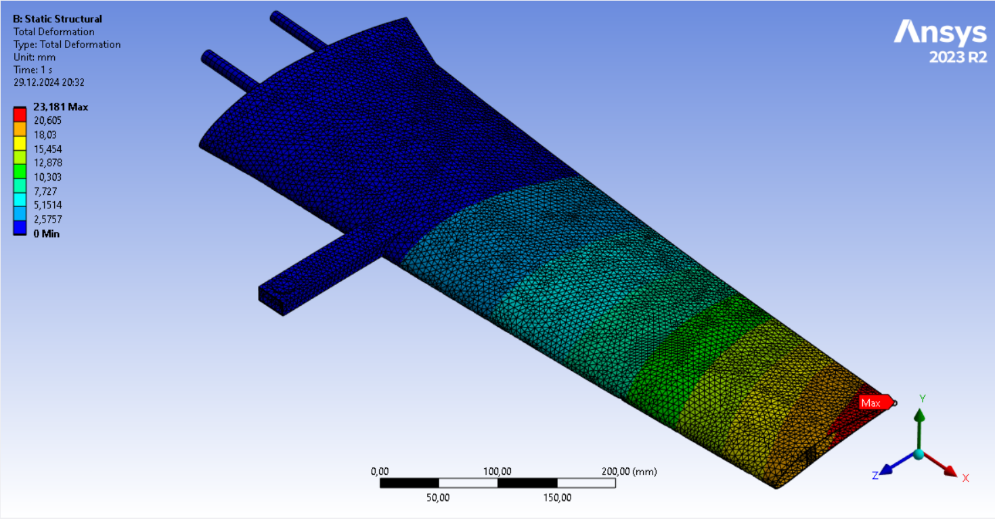 B: Static Structural
Total Deformation
Type: Total Deformation
Unit: mm
Time: 1 s
29.12.2024 20:32
23,181 Max
20,605
18,03
15,454
12,878
10,303
7,727
5,1514
2,5757
0 Min
Ansys
2023 R2
Max
Y
Z
X
0,00
100,00
200,00 (mm)
50,00
150,00